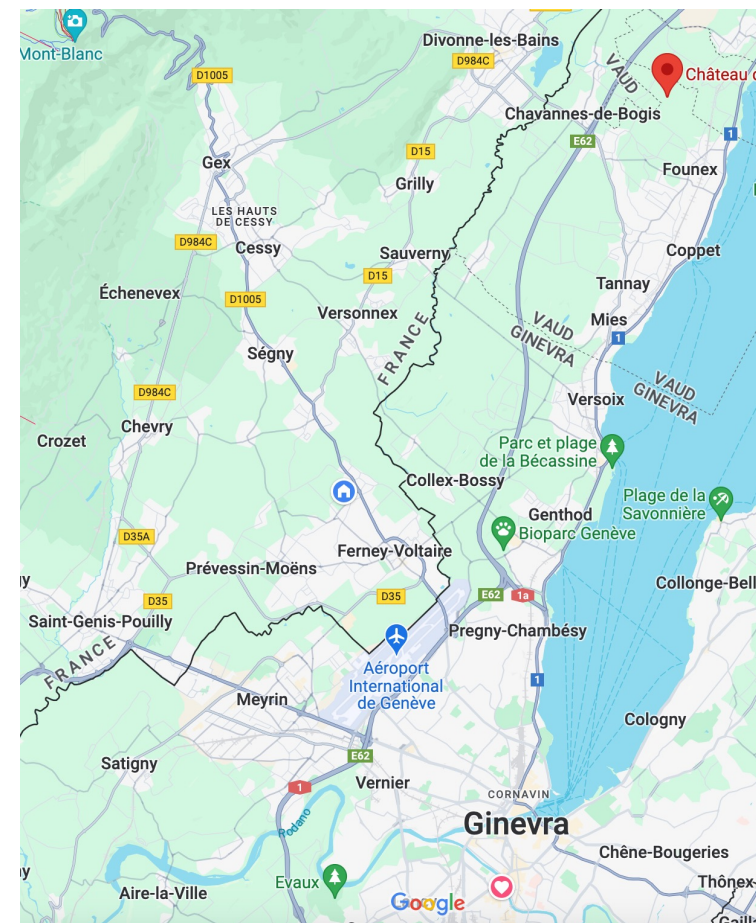 Mont-Blanc
Divonne-les-Bains
D984C
D1005
VAUD
Château
Chavannes-de-Bogis
1
E62
D15
Gex
Founex
Grilly
LES HAUTS
DE CESSY
D984C
Cessy
Sauverny
Coppet
D15
Tannay
Échenevex
D1005
Versonnex
VAUD
GINEVRA
Mies
FRANCE
1
Ségny
VAUD
GINEVRA
D984C
Versoix
Chevry
Crozet
Parc et plage
de la Bécassine
Collex-Bossy
Plage de la
Savonnière
Genthod
Bioparc Genève
D35A
Ferney-Voltaire
Prévessin-Moëns
Collonge-Bell
D35
D35
E62
1a
Saint-Genis-Pouilly
Pregny-Chambésy
FRANCE
Aéroport
International
de Genève
1
Meyrin
Cologny
E62
Satigny
Vernier
1
CORNAVIN
Rodano
Ginevra
Chêne-Bougeries
Evaux
Thônex-
Aire-la-Ville
Google
Gailla